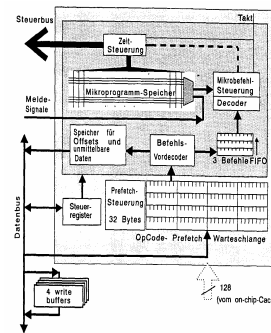 Takt
Steuerbus
Zeit-
Steuerung
Mikroprogramm-Speicher
Mikrobefehl-
Steuerung
Decoder
Melde-
Signale
Speicher für
Offsets und
unmittelbare
Daten
Befehls-
Vordecoder
3 Befehle FIFO
Datenbus
Steuer-
register
Prefetch-
Steuerung
32 Bytes
OpCode- Prefetch Warteschlange
4 write
buffers
128
(vom on-chip-Cac